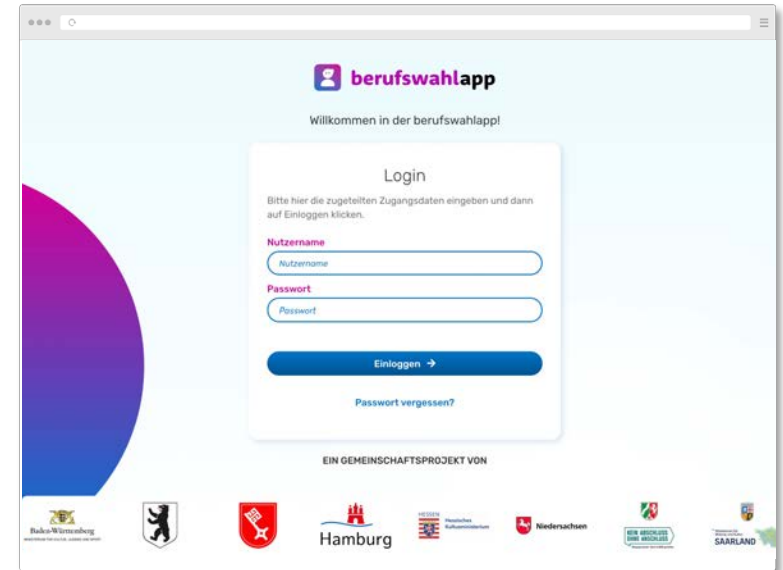 berufswahlapp
Willkommen in der berufswahlapp!
Login
Bitte hier die zugeteilten Zugangsdaten eingeben und dann
auf Einloggen klicken.
Nutzername
Nutzername
Passwort
Passwort
Einloggen →
Passwort vergessen?
EIN GEMEINSCHAFTSPROJEKT VON
Baden-Württemberg
Hamburg
HESSEN
Hessisches
Kultusministerium
Niedersachsen
KEIN ABSCHLUSS
OHNE ANSCHLUSS
SAARLAND